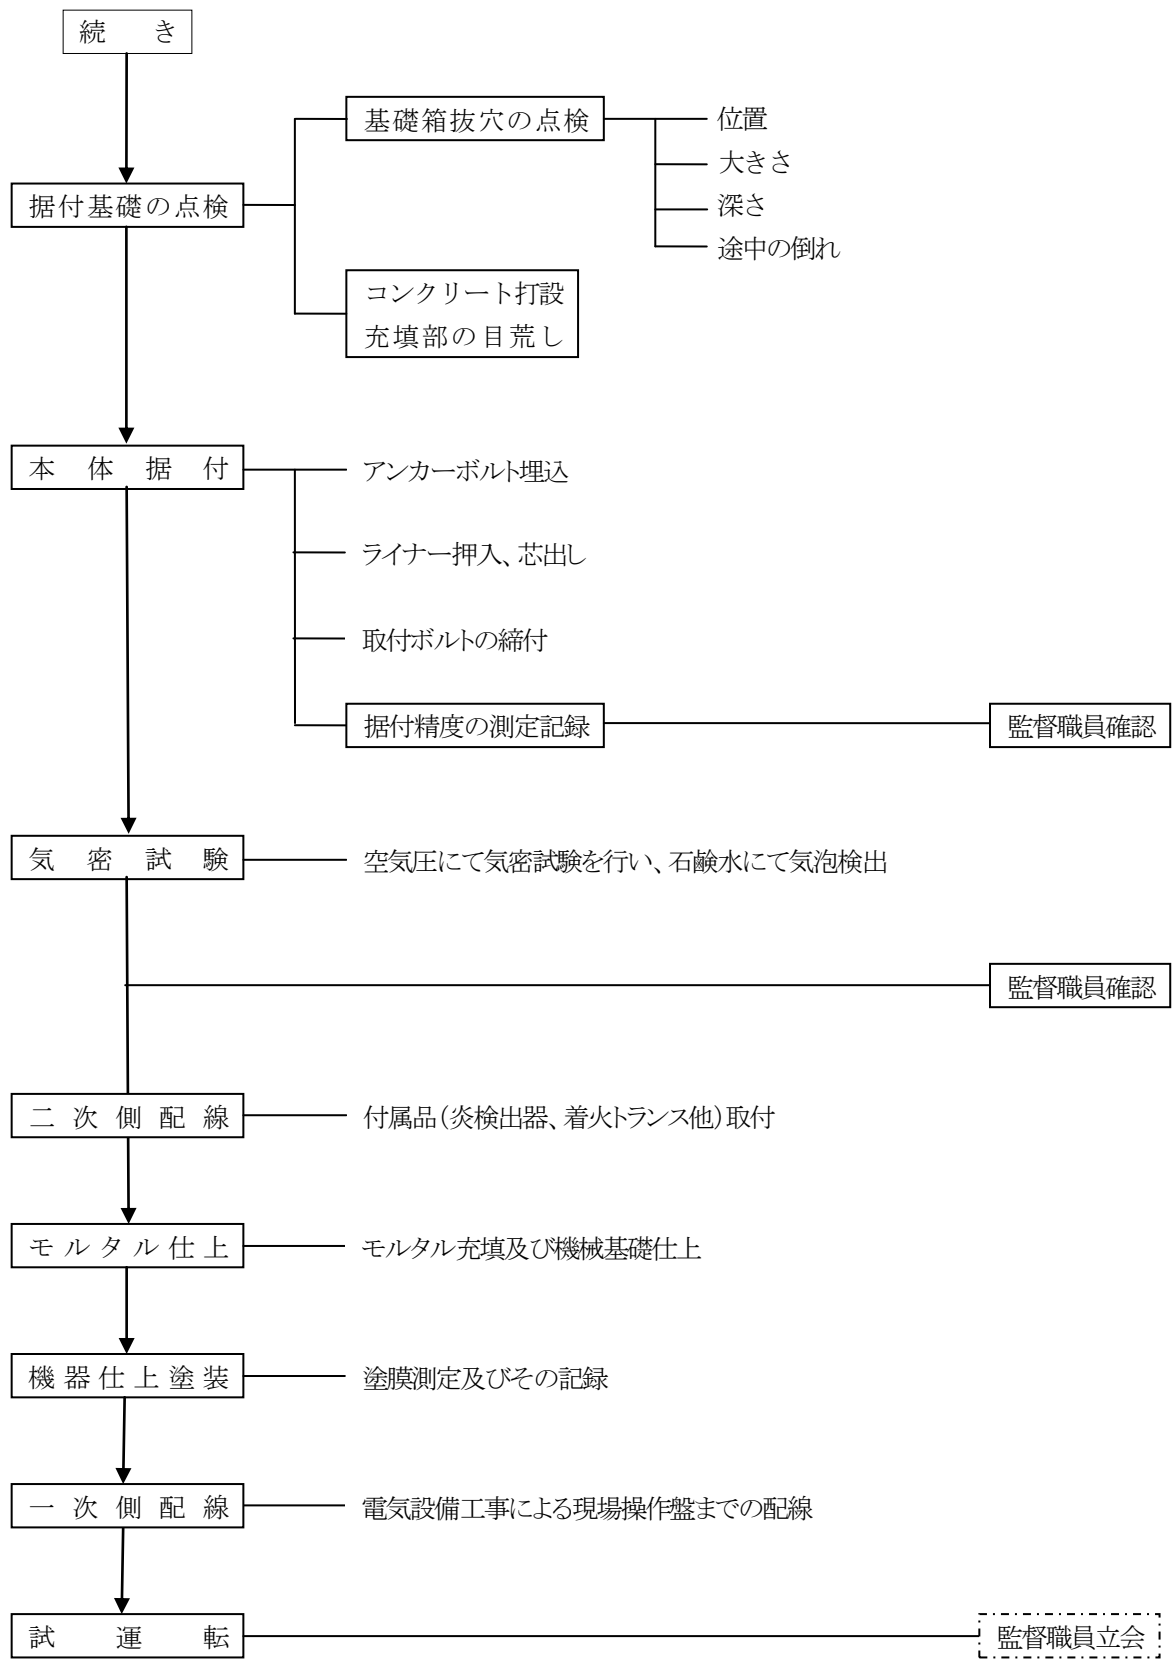 続き
基礎箱抜穴の点検
位置
大きさ
据付基礎の点検
深さ
途中の倒れ
コンクリート打設
充填部の目荒し
本体据付
アンカーボルト埋込
ライナー押入、芯出し
取付ボルトの締付
据付精度の測定記録
監督職員確認
気密試験
空気圧にて気密試験を行い、石鹸水にて気泡検出
監督職員確認
二次側配線
付属品（炎検出器、着火トランス他）取付
モルタル仕上
モルタル充填及び機械基礎仕上
機器仕上塗装
塗膜測定及びその記録
一次側配線
電気設備工事による現場操作盤までの配線
試運転
監督職員立会